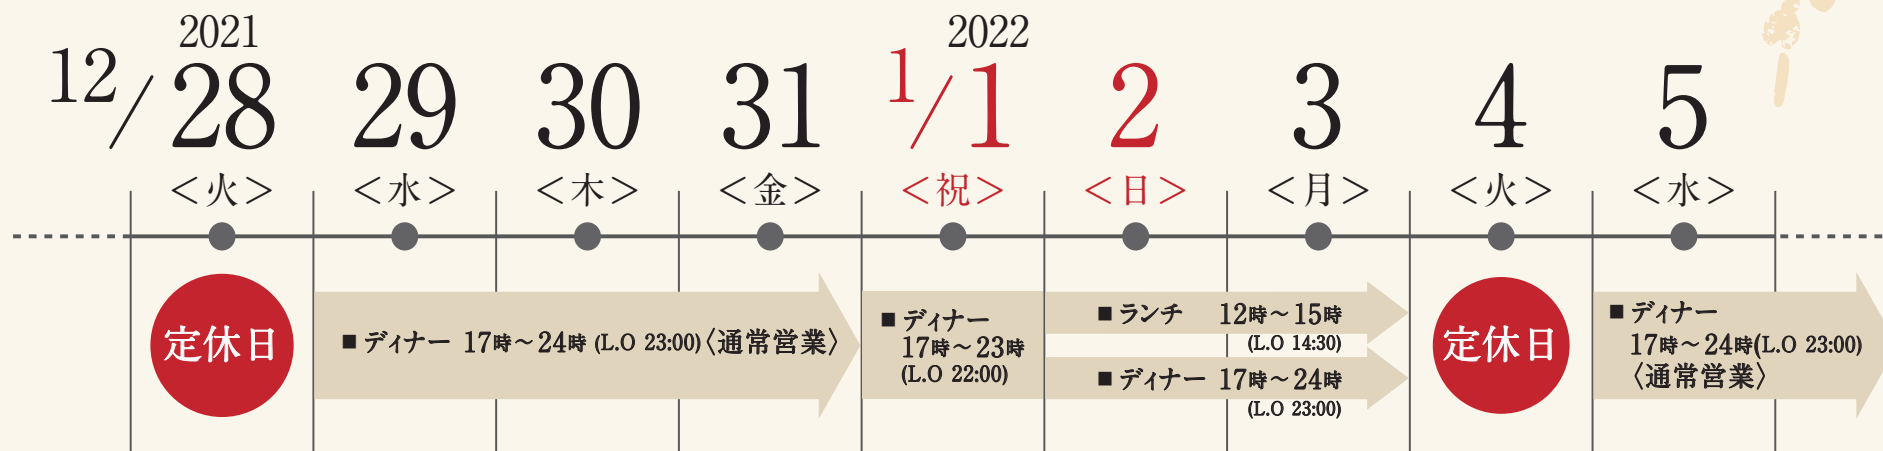 2021
2022
12/28
29
30
31
1/1
2
3
4
5
<火>
<水>
<木>
<金>
<祝>
<日>
<月>
<火>
<水>
定休日
■ ディナー 17時～24時 (L.O 23:00)〈通常営業〉
■ ディナー
17時～23時
(L.O 22:00)
■ ランチ 12時～15時
(L.O 14:30)
■ ディナー 17時～24時
(L.O 23:00)
定休日
■ ディナー
17時～24時(L.O 23:00)
〈通常営業〉